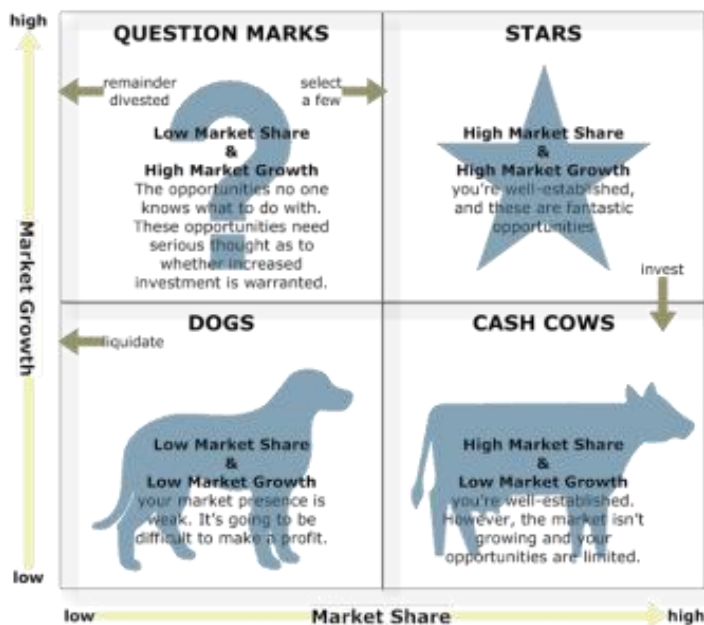 high
QUESTION MARKS
remainder
divested
select
a few
Low Market Share
&
High Market Growth
The opportunities no one
knows what to do with.
These opportunities need
serious thought as to
whether increased
investment is warranted.
STARS
High Market Share
&
High Market Growth
you're well-established,
and these are fantastic
opportunities
invest
Market Growth
DOGS
liquidate
Low Market Share
&
Low Market Growth
your market presence is
weak. It's going to be
difficult to make a profit.
CASH COWS
High Market Share
&
Low Market Growth
you're well-established.
However, the market isn't
growing and your
opportunities are limited.
low
low
Market Share
high